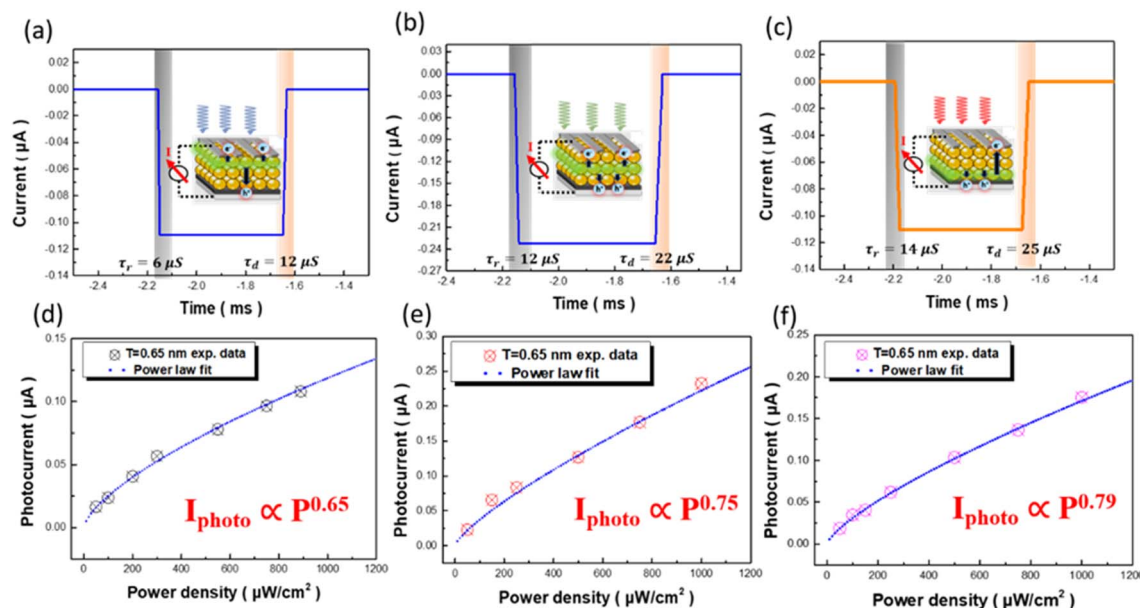 (a)
0.02
0.00
-0.02
-0.04
-0.06
-0.08
-0.10
-0.12
-0.14
Current ( µA)
I
e⁻
e⁻
h⁺
τr = 6 μS
τd = 12 μS
-2.4 -2.2 -2.0 -1.8 -1.6 -1.4
Time ( ms )
(b)
0.03
0.00
-0.03
-0.06
-0.09
-0.12
-0.15
-0.18
-0.21
-0.24
-0.27
Current ( µA)
I
e⁻
e⁻
h⁺
h⁺
τr = 12 μS
τd = 22 μS
-2.4 -2.2 -2.0 -1.8 -1.6 -1.4
Time ( ms )
(c)
0.02
0.00
-0.02
-0.04
-0.06
-0.08
-0.10
-0.12
-0.14
Current ( µA)
I
e⁻
h⁺
h⁺
τr = 14 μS
τd = 25 μS
-2.4 -2.2 -2.0 -1.8 -1.6 -1.4
Time ( ms )
(d)
0.15
0.10
0.05
0.00
Photocurrent ( µA)
T=0.65 nm exp. data
Power law fit
Iphoto ∝ P^0.65
0 200 400 600 800 1000 1200
Power density ( µW/cm²)
(e)
0.30
0.25
0.20
0.15
0.10
0.05
0.00
Photocurrent ( µA)
T=0.65 nm exp. data
Power law fit
Iphoto ∝ P^0.75
0 200 400 600 800 1000 1200
Power density ( µW/cm²)
(f)
0.25
0.20
0.15
0.10
0.05
0.00
Photocurrent ( µA)
T=0.65 nm exp. data
Power law fit
Iphoto ∝ P^0.79
0 200 400 600 800 1000 1200
Power density ( µW/cm²)